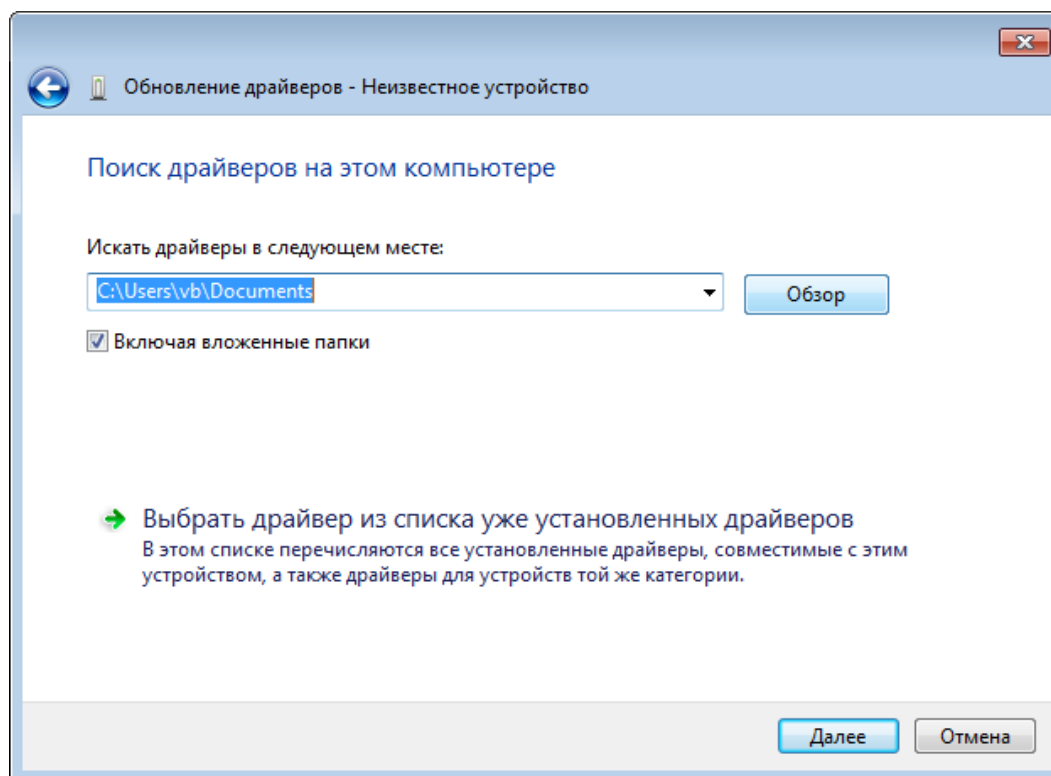 Обновление драйверов - Неизвестное устройство
Поиск драйверов на этом компьютере
Искать драйверы в следующем месте:
C:\Users\vb\Documents
Обзор
Включая вложенные папки
Выбрать драйвер из списка уже установленных драйверов
В этом списке перечисляются все установленные драйверы, совместимые с этим
устройством, а также драйверы для устройств той же категории.
Далее
Отмена